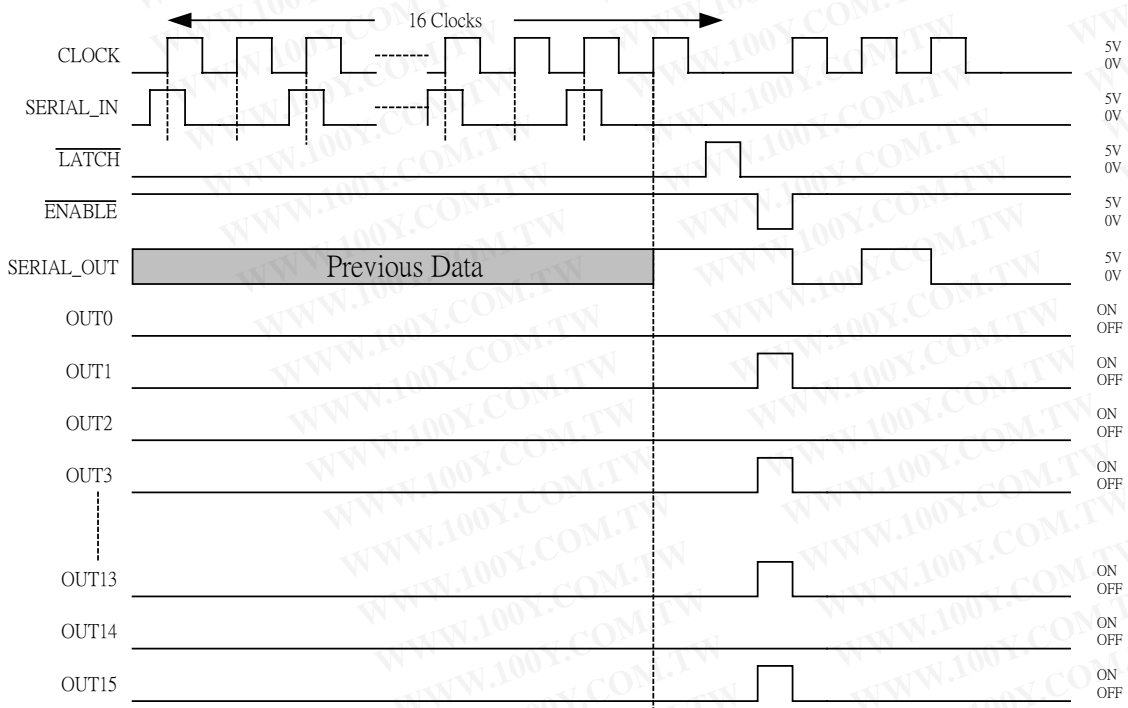 16 Clocks
CLOCK
5V
0V
SERIAL_IN
5V
0V
LATCH
5V
0V
ENABLE
5V
0V
SERIAL_OUT
Previous Data
5V
0V
OUT0
ON
OFF
OUT1
ON
OFF
OUT2
ON
OFF
OUT3
ON
OFF
OUT13
ON
OFF
OUT14
ON
OFF
OUT15
ON
OFF
WWW.100Y.COM.TW